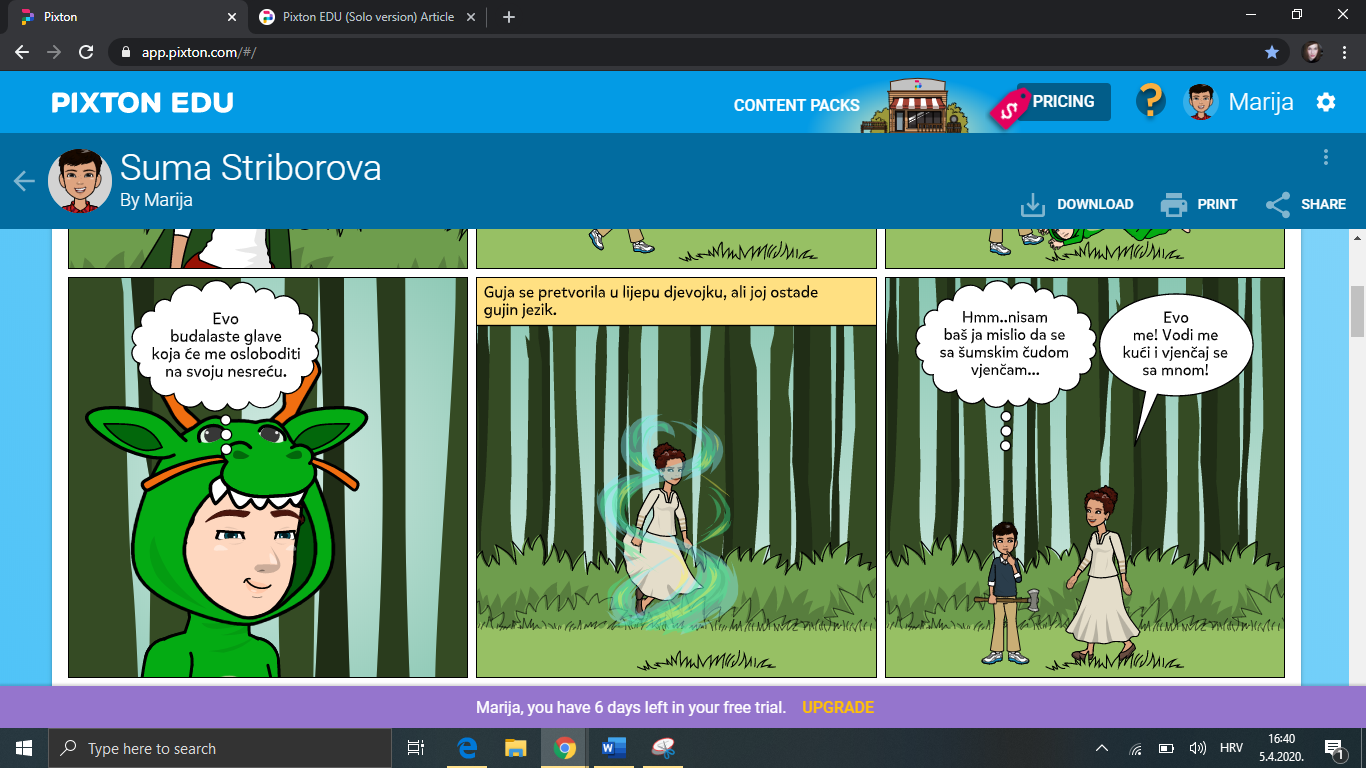 Pixton
Pixton EDU (Solo version) Article
app.pixton.com/#/
PIXTON EDU
CONTENT PACKS
PRICING
Marija
Suma Striborova
By Marija
DOWNLOAD
PRINT
SHARE
Evo
budalaste glave
koja će me osloboditi
na svoju nesreću.
Guja se pretvorila u lijepu djevojku, ali joj ostade
gujin jezik.
Hmm..nisam
baš ja mislio da se
sa šumskim čudom
vjenčam...
Evo
me! Vodi me
kući i vjenčaj se
sa mnom!
Marija, you have 6 days left in your free trial. UPGRADE
Type here to search
HRV
16:40
5.4.2020.
1